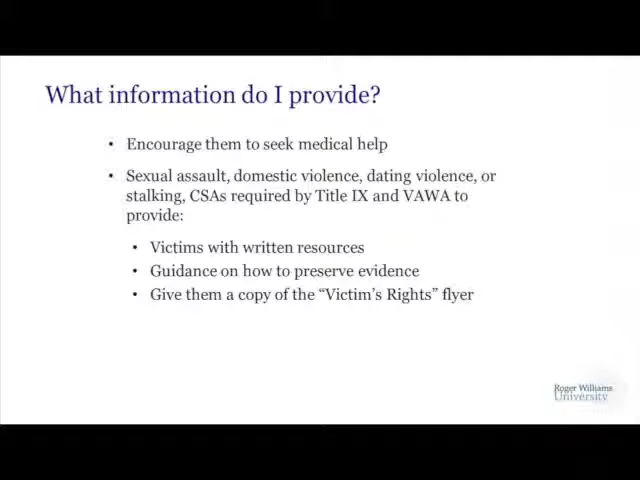 What information do I provide?
• Encourage them to seek medical help
• Sexual assault, domestic violence, dating violence, or
stalking, CSAs required by Title IX and VAWA to
provide:
• Victims with written resources
• Guidance on how to preserve evidence
• Give them a copy of the “Victim’s Rights” flyer
Roger Williams
University